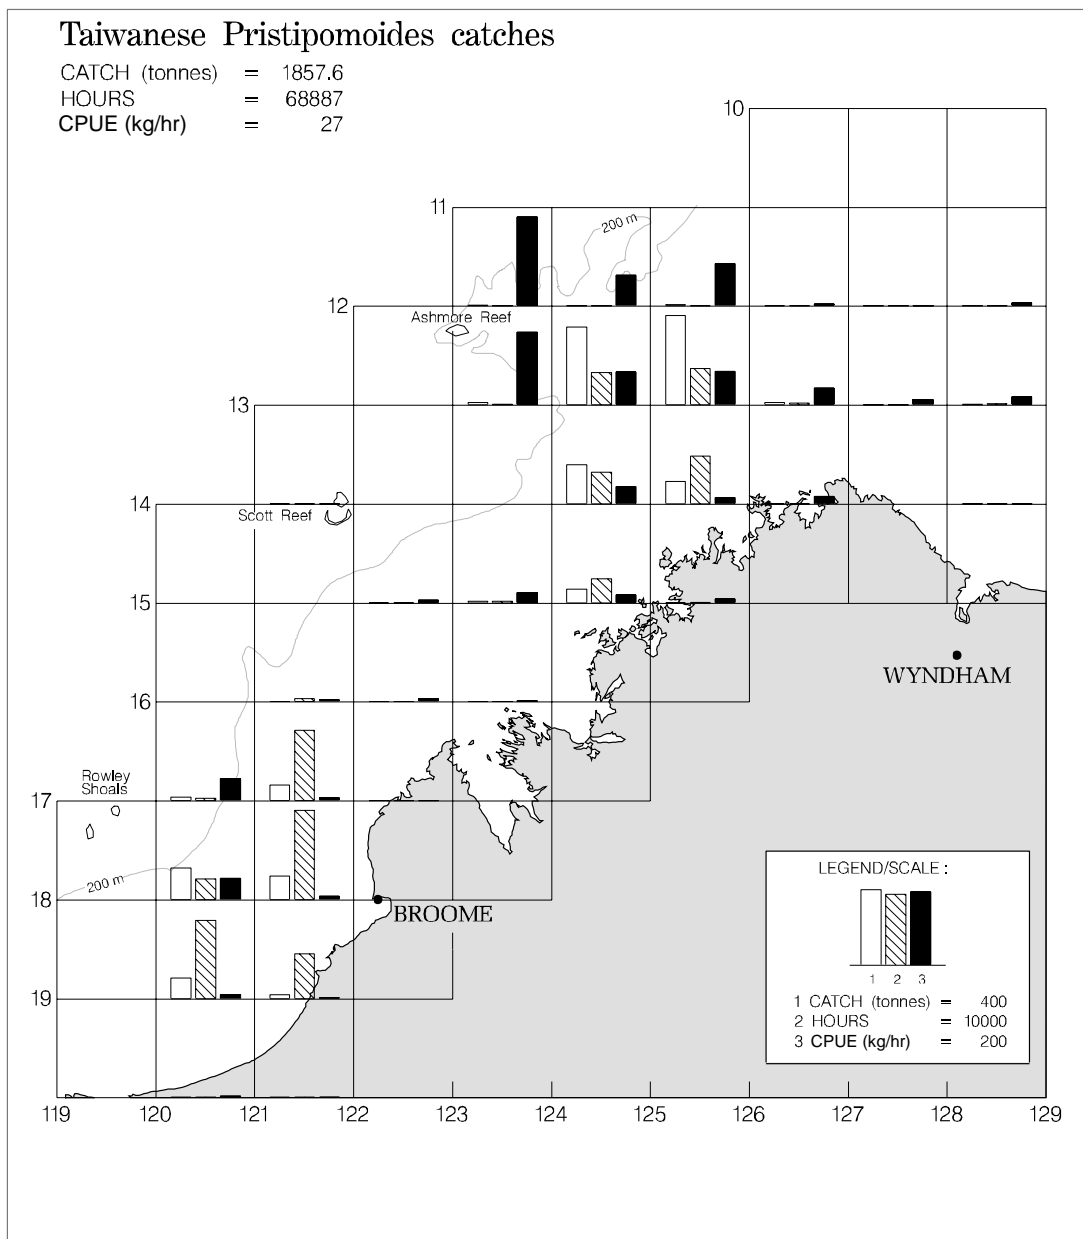 Taiwanese Pristipomoides catches
CATCH (tonnes) = 1857.6
HOURS = 68887
CPUE (kg/hr) = 27
10
11
200 m
12
Ashmore Reef
13
14
Scott Reef
15
WYNDHAM
16
Rowley
Shoals
17
200 m
18
BROOME
19
LEGEND/SCALE :
1 2 3
1 CATCH (tonnes) = 400
2 HOURS = 10000
3 CPUE (kg/hr) = 200
119 120 121 122 123 124 125 126 127 128 129